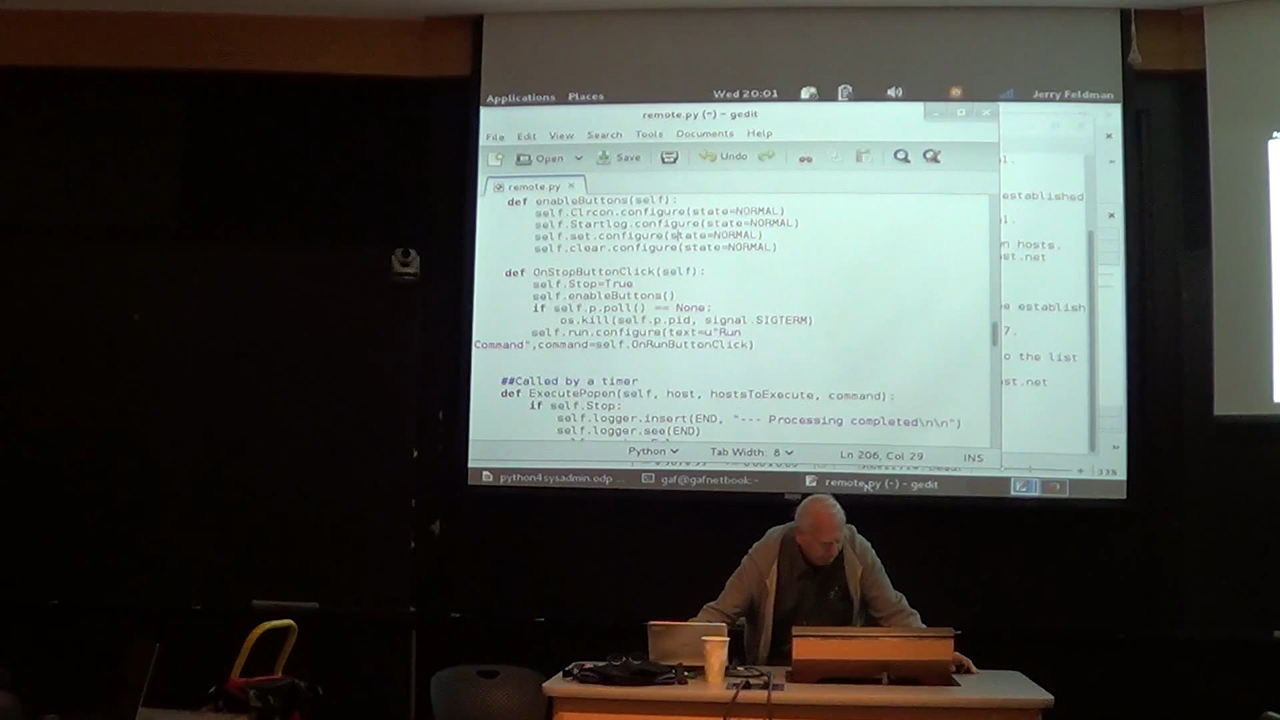 Applications Places Wed 20:01 Jerry Feldman
remote.py (~) - gedit
File Edit View Search Tools Documents Help
Open Save Undo
remote.py
def enableButtons(self):
self.Clrcon.configure(state=NORMAL)
self.Startlog.configure(state=NORMAL)
self.set.configure(state=NORMAL)
self.clear.configure(state=NORMAL)
def OnStopButtonClick(self):
self.Stop=True
self.enableButtons()
if self.p.poll() == None:
os.kill(self.p.pid, signal.SIGTERM)
self.run.configure(text=u"Run
Command",command=self.OnRunButtonClick)
##Called by a timer
def ExecutePopen(self, host, hostsToExecute, command):
if self.Stop:
self.logger.insert(END, "--- Processing completed\n\n")
self.logger.see(END)
established
n hosts.
st.net
e establish
7.
o the list
st.net
Python Tab Width: 8 Ln 206, Col 29 INS
33%
python4sysadmin.odp ... gaf@gafnetbook:~ remote.py (~) - gedit